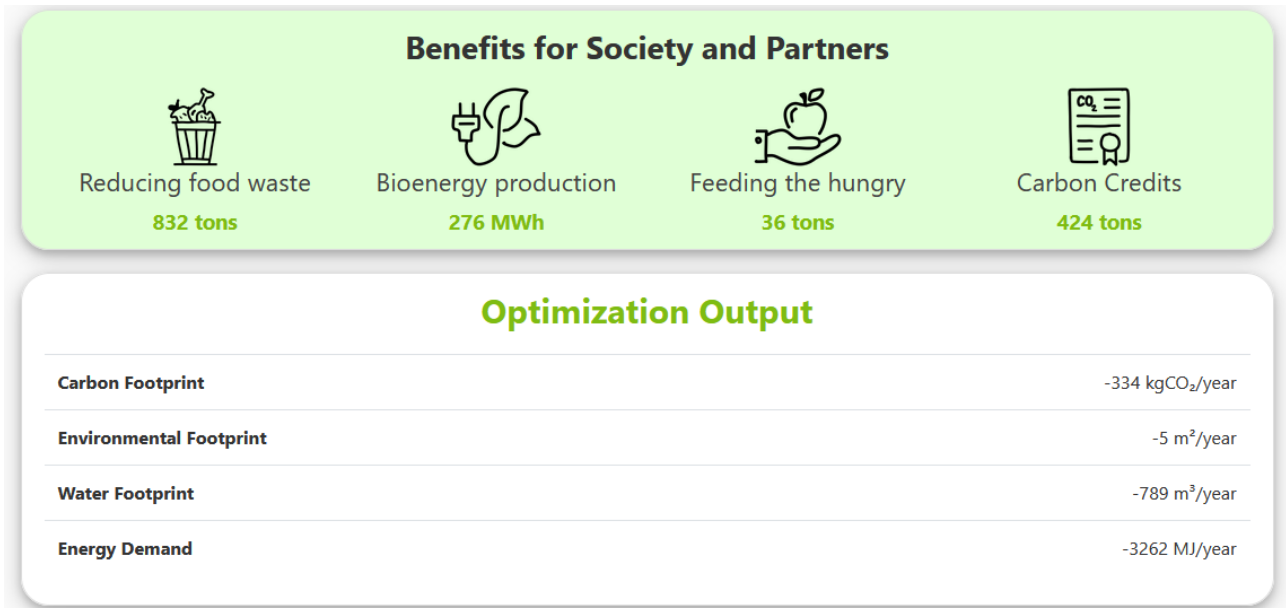 Benefits for Society and Partners
CO₂
Reducing food waste
Bioenergy production
Feeding the hungry
Carbon Credits
832 tons
276 MWh
36 tons
424 tons
Optimization Output
Carbon Footprint -334 kgCO₂/year
Environmental Footprint -5 m²/year
Water Footprint -789 m³/year
Energy Demand -3262 MJ/year